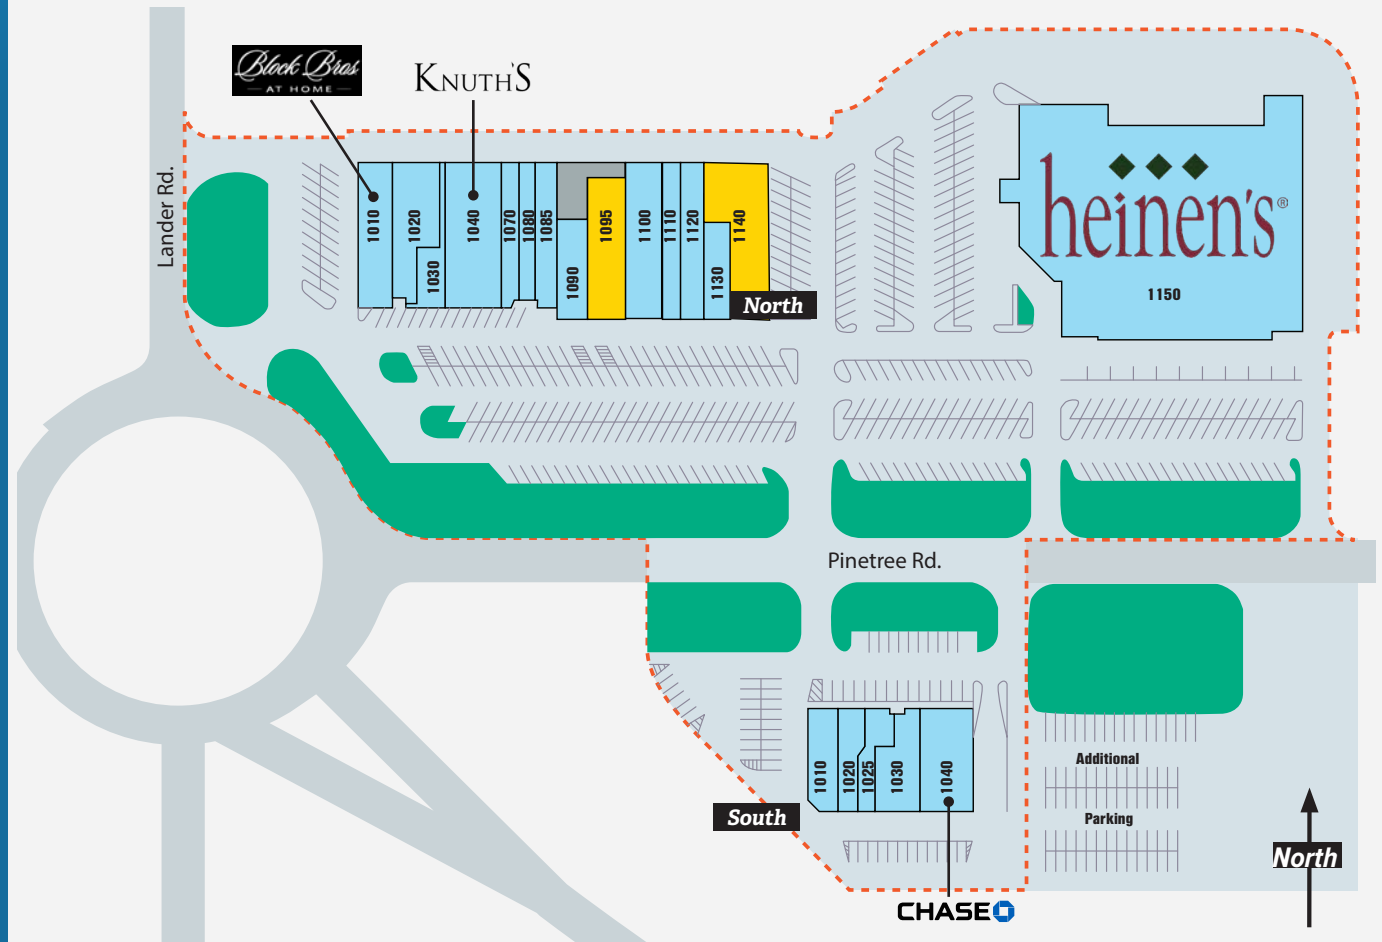 Block Bros
AT HOME
KNUTH'S
Lander Rd.
1010
1020
1030
1040
1070
1080
1085
1090
1095
1100
1110
1120
1130
1140
North
heinen's®
1150
Pinetree Rd.
1010
1020
1025
1030
1040
South
CHASE
Additional
Parking
North